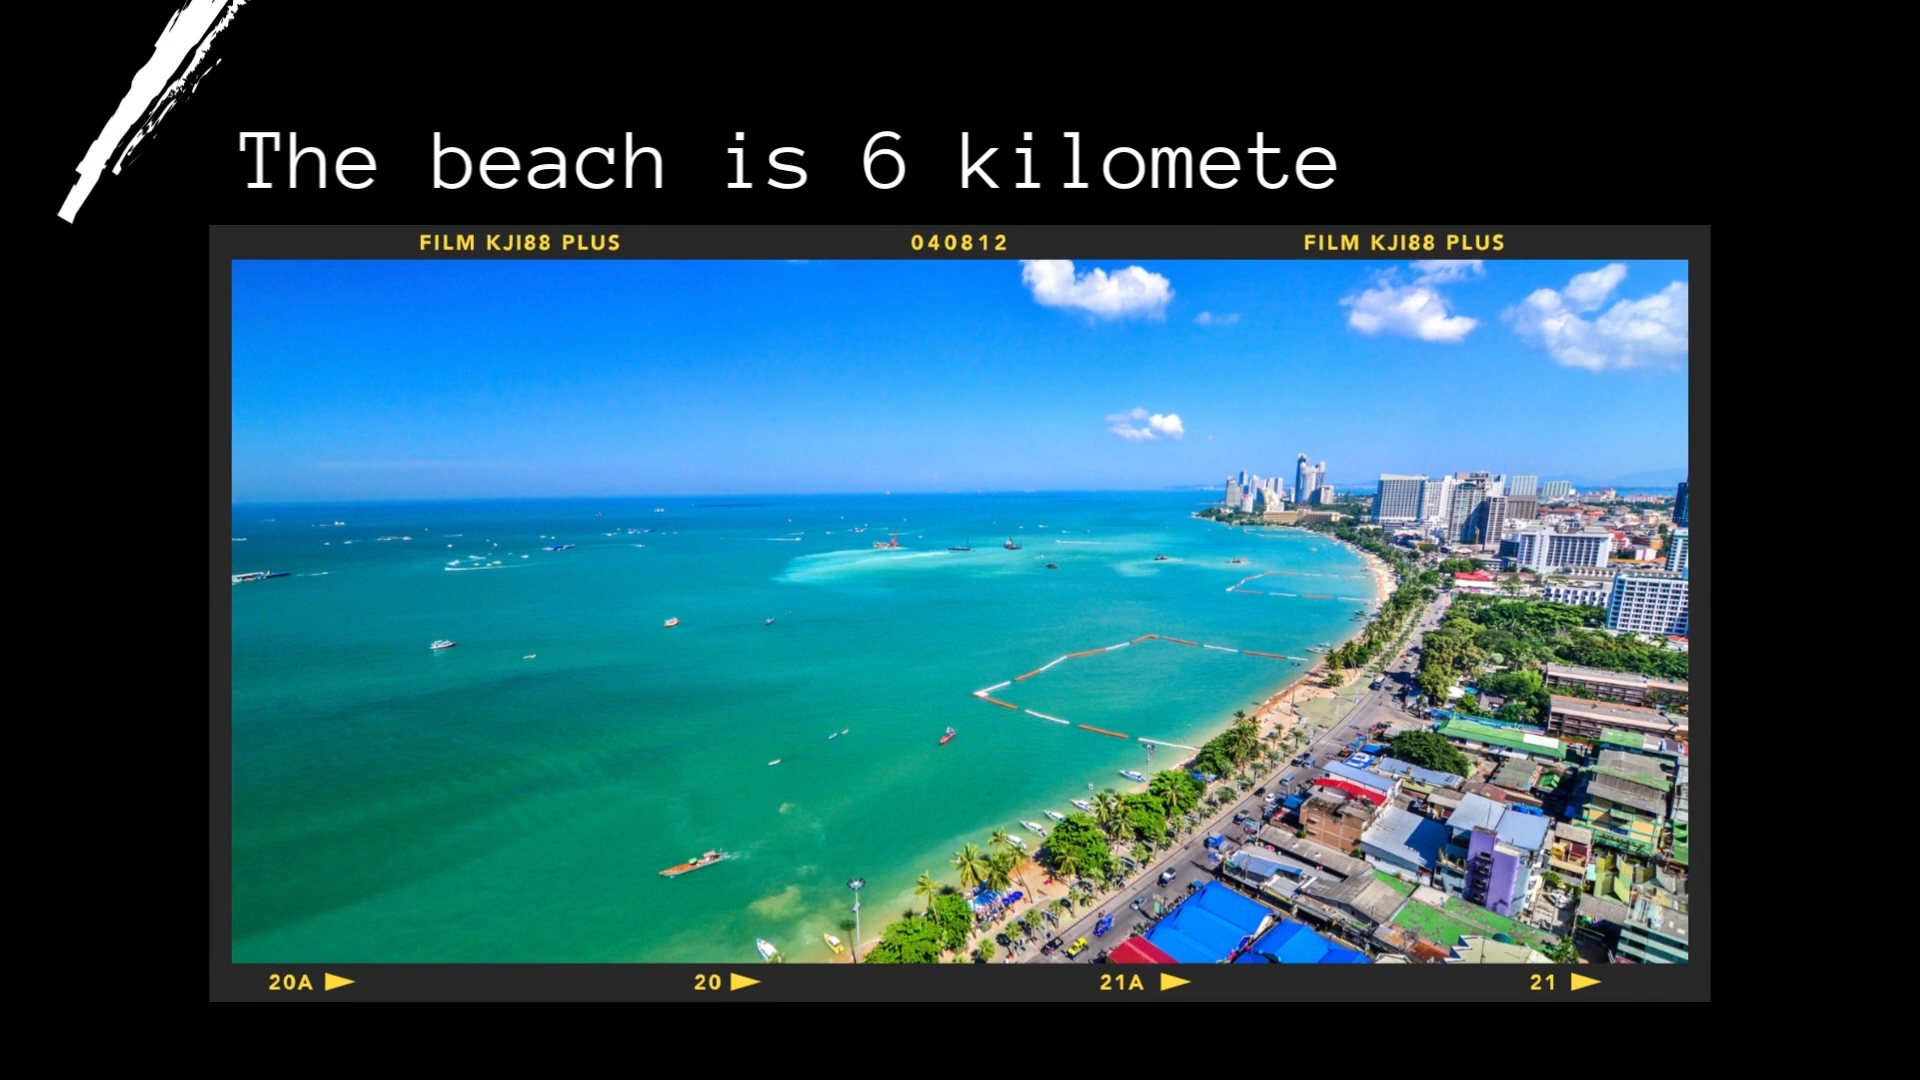 The beach is 6 kilomete
FILM KJI88 PLUS 040812 FILM KJI88 PLUS
20A 20 21A 21